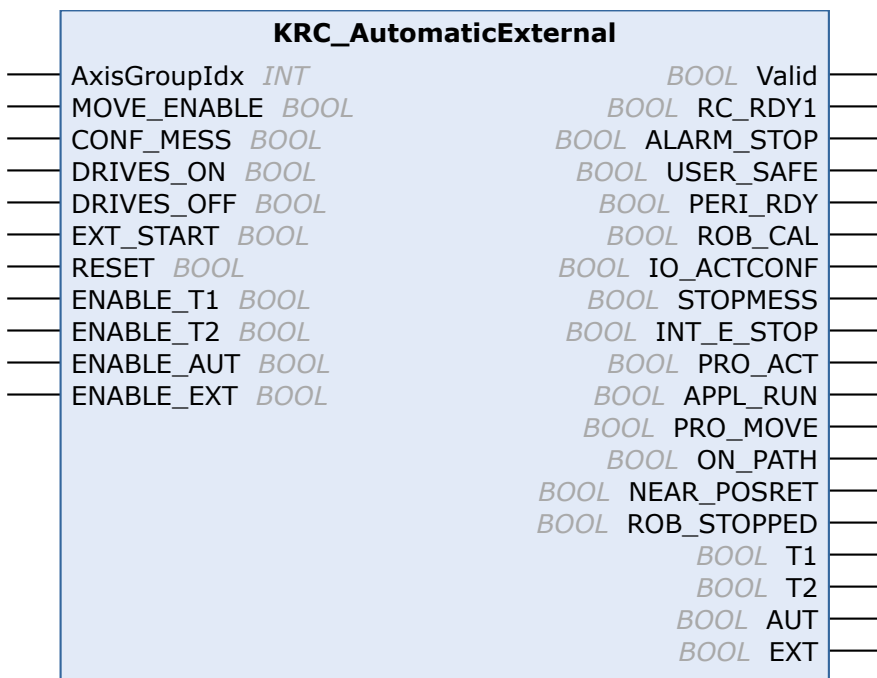 KRC_AutomaticExternal
AxisGroupIdx INT BOOL Valid
MOVE_ENABLE BOOL BOOL RC_RDY1
CONF_MESS BOOL BOOL ALARM_STOP
DRIVES_ON BOOL BOOL USER_SAFE
DRIVES_OFF BOOL BOOL PERI_RDY
EXT_START BOOL BOOL ROB_CAL
RESET BOOL BOOL IO_ACTCONF
ENABLE_T1 BOOL BOOL STOPMESS
ENABLE_T2 BOOL BOOL INT_E_STOP
ENABLE_AUT BOOL BOOL PRO_ACT
ENABLE_EXT BOOL BOOL APPL_RUN
BOOL PRO_MOVE
BOOL ON_PATH
BOOL NEAR_POSRET
BOOL ROB_STOPPED
BOOL T1
BOOL T2
BOOL AUT
BOOL EXT